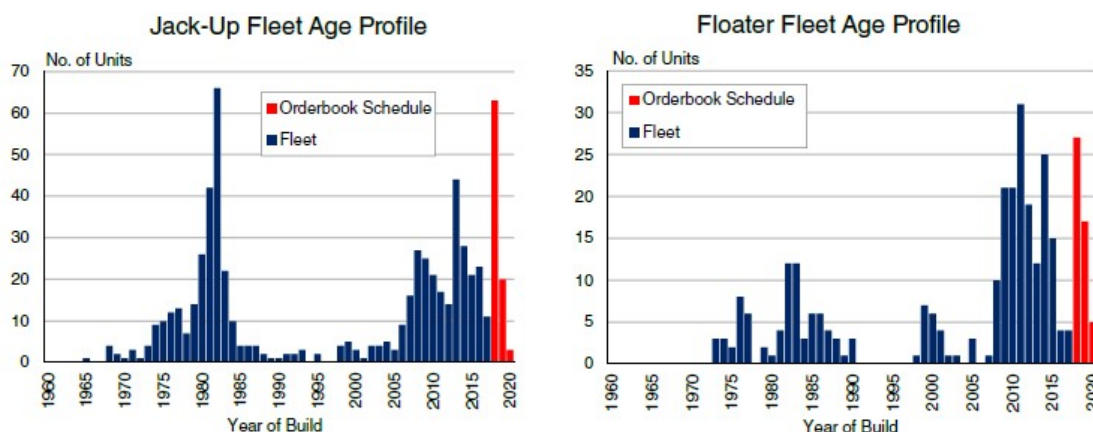 Jack-Up Fleet Age Profile
No. of Units
70
60
50
40
30
20
10
0
Orderbook Schedule
Fleet
1960 1965 1970 1975 1980 1985 1990 1995 2000 2005 2010 2015 2020
Year of Build
Floater Fleet Age Profile
No. of Units
35
30
25
20
15
10
5
0
Orderbook Schedule
Fleet
1960 1965 1970 1975 1980 1985 1990 1995 2000 2005 2010 2015 2020
Year of Build